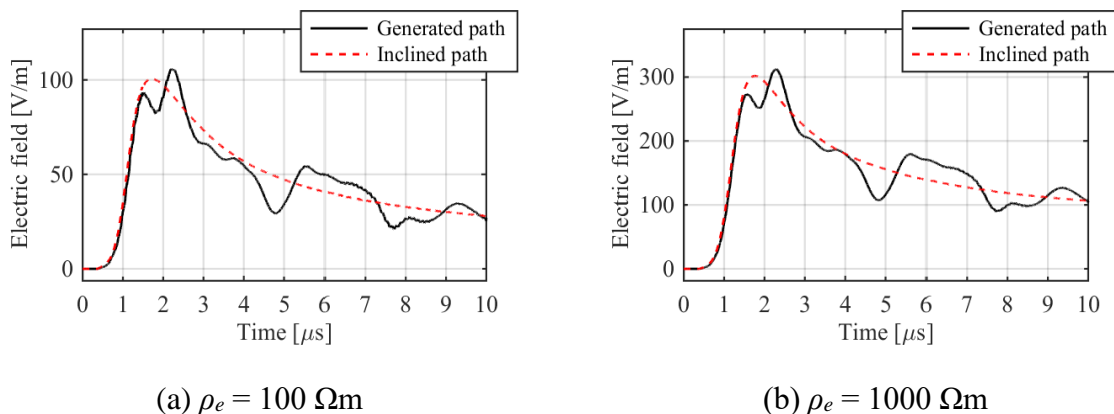 Generated path
Inclined path
Electric field [V/m]
100
50
0
0 1 2 3 4 5 6 7 8 9 10
Time [μs]
(a) ρe = 100 Ωm
Generated path
Inclined path
Electric field [V/m]
300
200
100
0
0 1 2 3 4 5 6 7 8 9 10
Time [μs]
(b) ρe = 1000 Ωm